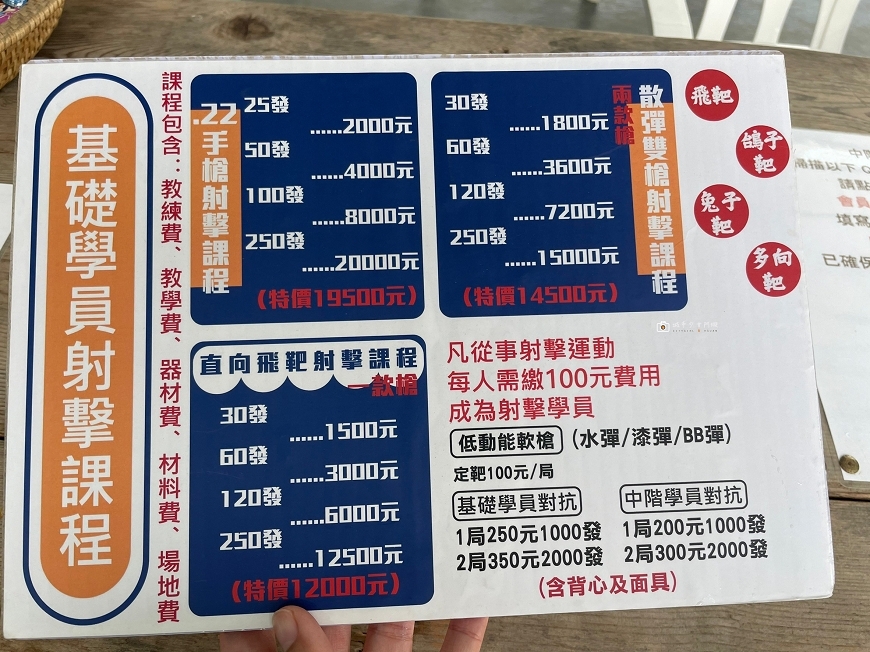 基礎學員射擊課程
課程包含：教練費、教學費、器材費、材料費、場地費
.22手槍射擊課程
25發
......2000元
50發
......4000元
100發
......8000元
250發
......20000元
(特價19500元)
散彈雙槍射擊課程
兩款槍
30發
......1800元
60發
......3600元
120發
......7200元
250發
......15000元
(特價14500元)
飛靶
鴿子靶
兔子靶
多向靶
直向飛靶射擊課程
一款槍
30發
......1500元
60發
......3000元
120發
......6000元
250發
......12500元
(特價12000元)
凡從事射擊運動
每人需繳100元費用
成為射擊學員
低動能軟槍 (水彈/漆彈/BB彈)
定靶100元/局
基礎學員對抗
1局250元1000發
2局350元2000發
中階學員對抗
1局200元1000發
2局300元2000發
(含背心及面具)
中階
掃描以下
請點
會員
填寫
已確保